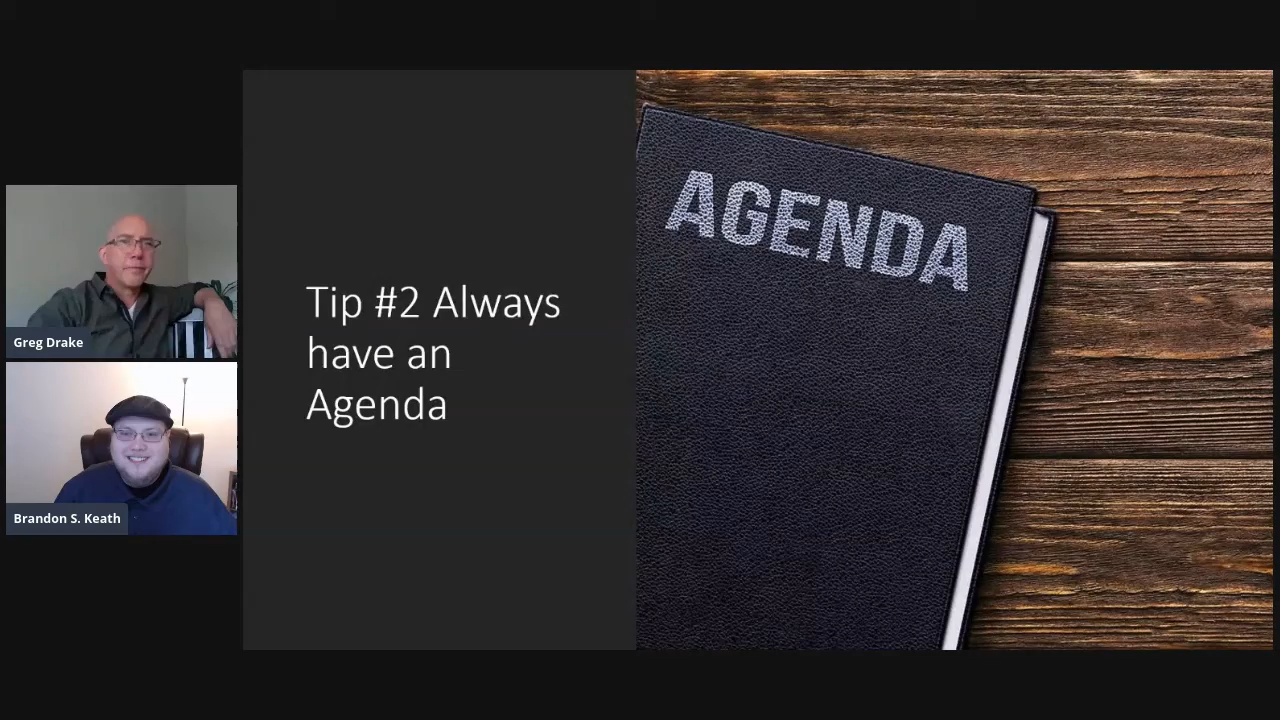 Greg Drake
Brandon S. Keath
Tip #2 Always
have an
Agenda
AGENDA